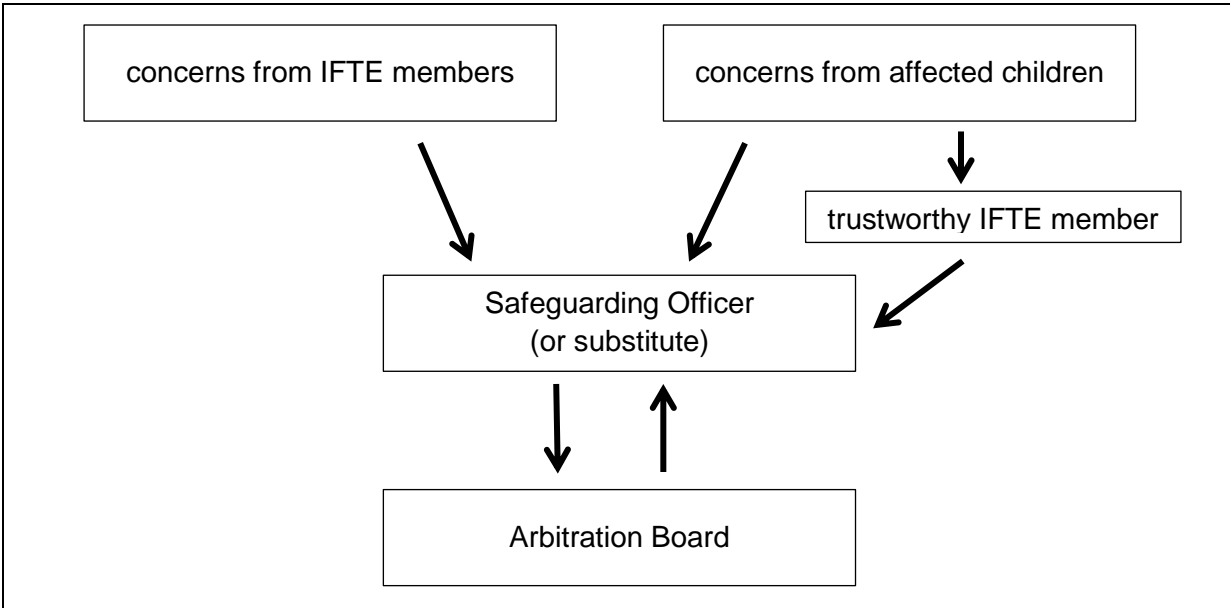 concerns from IFTE members
concerns from affected children
trustworthy IFTE member
Safeguarding Officer
(or substitute)
Arbitration Board